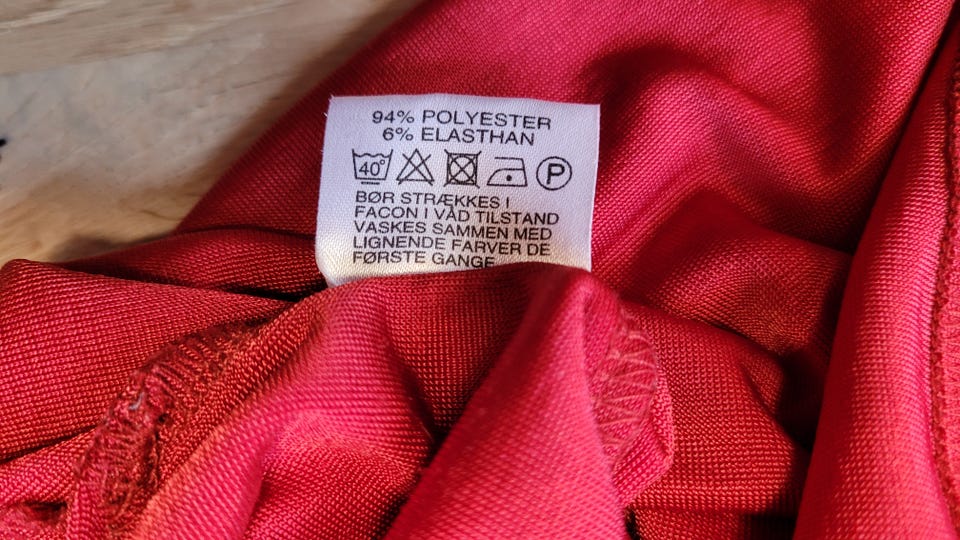 94% POLYESTER
6% ELASTHAN
40°
P
BØR STRÆKKES I
FACON I VÅD TILSTAND
VASKES SAMMEN MED
LIGNENDE FARVER DE
FØRSTE GANGE